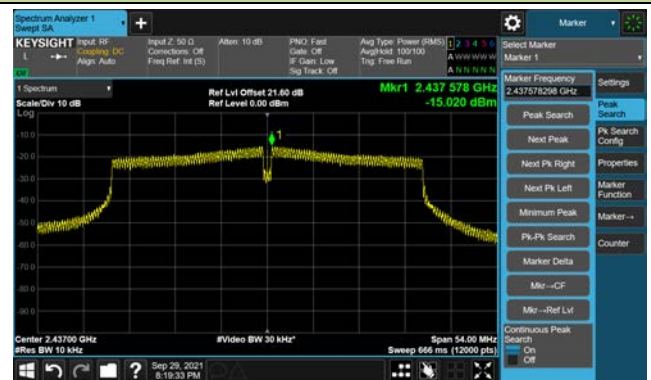 Spectrum Analyzer 1
Swept SA
+
Marker
KEYSIGHT
L
Input: RF
Coupling: DC
Align: Auto
Input Z: 50 Ω
Corrections: Off
Freq Ref: Int (S)
Atten: 10 dB
PNO: Fast
Gate: Off
IF Gain: Low
Sig Track: Off
Avg Type: Power (RMS)
Avg|Hold: 100/100
Trig: Free Run
1 2 3 4 5 6
A W W W W W
A N N N N N
Select Marker
Marker 1
1 Spectrum
Scale/Div 10 dB
Log
Ref Lvl Offset 21.60 dB
Ref Level 0.00 dBm
Mkr1 2.437 578 GHz
-15.020 dBm
1
-10.0
-20.0
-30.0
-40.0
-50.0
-60.0
-70.0
-80.0
-90.0
Center 2.43700 GHz
#Res BW 10 kHz
#Video BW 30 kHz*
Span 54.00 MHz
Sweep 666 ms (12000 pts)
Marker Frequency
2.437578298 GHz
Peak Search
Next Peak
Next Pk Right
Next Pk Left
Minimum Peak
Pk-Pk Search
Marker Delta
Mkr→CF
Mkr→Ref Lvl
Continuous Peak
Search
On
Off
Settings
Peak
Search
Pk Search
Config
Properties
Marker
Function
Marker→
Counter
?
Sep 29, 2021
8:19:33 PM